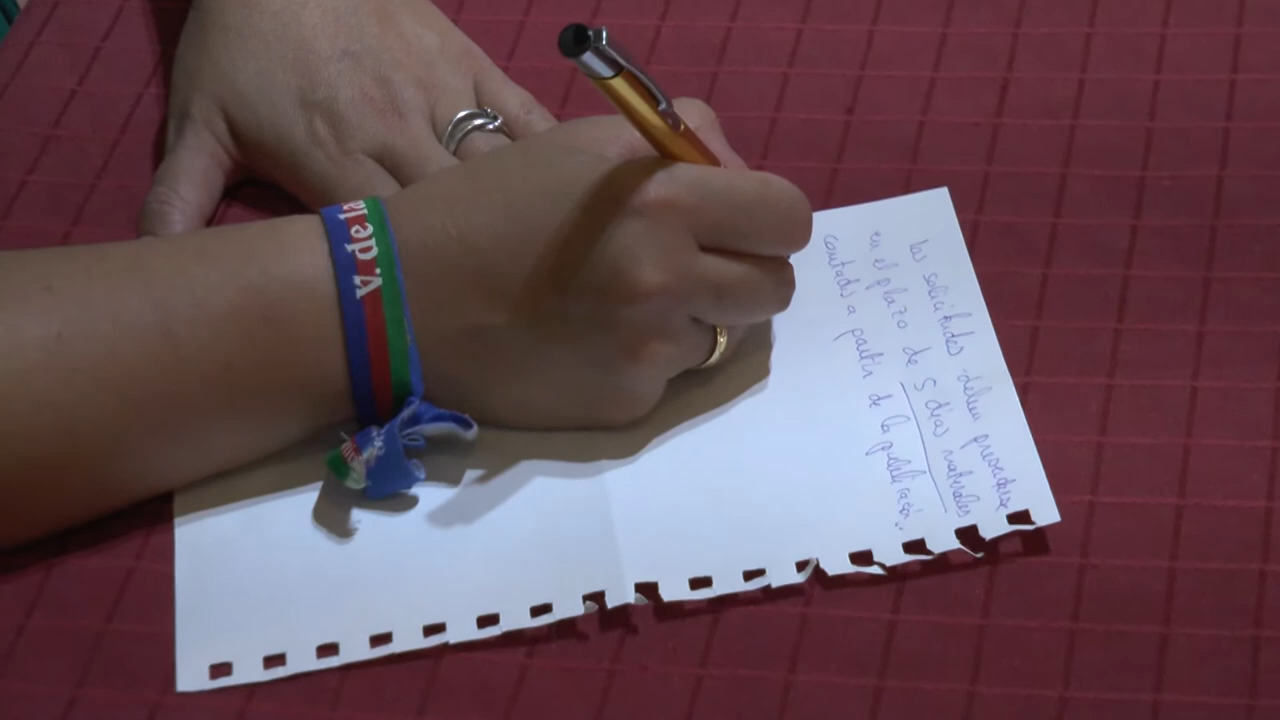 las solicitudes deben presentarse
en el plazo de 5 días naturales
contados a partir de la publicación..
V. de la